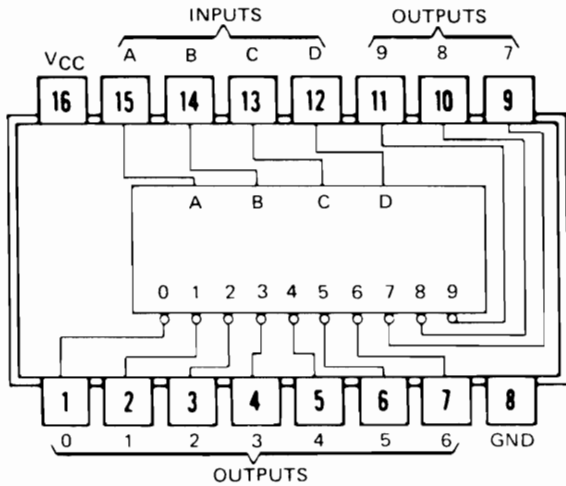 INPUTS OUTPUTS
VCC A B C D 9 8 7
16 15 14 13 12 11 10 9
A B C D
0 1 2 3 4 5 6 7 8 9
1 2 3 4 5 6 7 8
0 1 2 3 4 5 6 GND
OUTPUTS